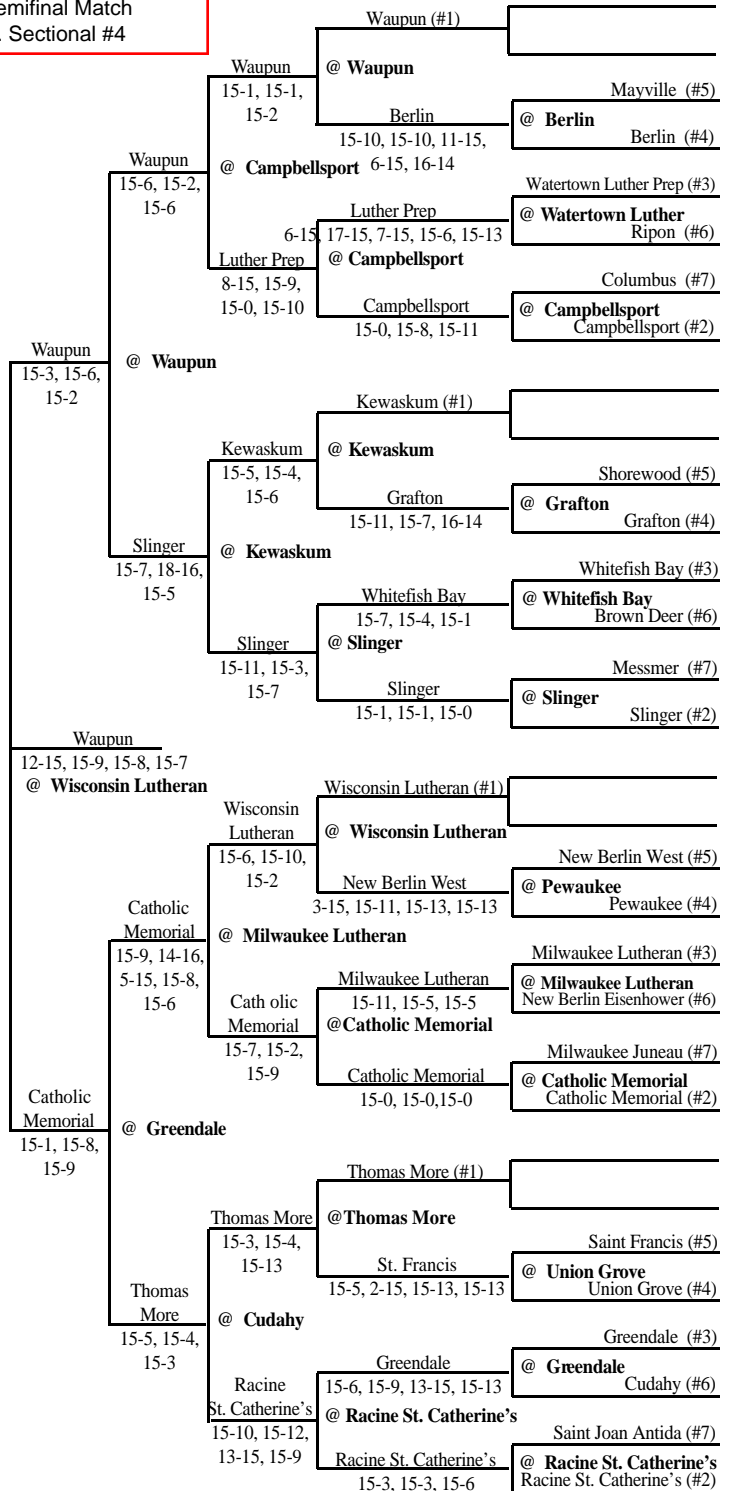 emifinal Match
. Sectional #4
Waupun (#1)
Waupun
@ Waupun
15-1, 15-1,
15-2
Mayville (#5)
Berlin
@ Berlin
15-10, 15-10, 11-15,
6-15, 16-14
Berlin (#4)
Waupun
15-6, 15-2,
15-6
@ Campbellsport
Watertown Luther Prep (#3)
Luther Prep
@ Watertown Luther
6-15, 17-15, 7-15, 15-6, 15-13
Ripon (#6)
Luther Prep
@ Campbellsport
8-15, 15-9,
15-0, 15-10
Columbus (#7)
Campbellsport
@ Campbellsport
15-0, 15-8, 15-11
Campbellsport (#2)
Waupun
15-3, 15-6,
15-2
@ Waupun
Kewaskum (#1)
Kewaskum
@ Kewaskum
15-5, 15-4,
15-6
Shorewood (#5)
Grafton
@ Grafton
15-11, 15-7, 16-14
Grafton (#4)
Slinger
15-7, 18-16,
15-5
@ Kewaskum
Whitefish Bay (#3)
Whitefish Bay
@ Whitefish Bay
15-7, 15-4, 15-1
Brown Deer (#6)
Slinger
@ Slinger
15-11, 15-3,
15-7
Messmer (#7)
Slinger
@ Slinger
15-1, 15-1, 15-0
Slinger (#2)
Waupun
12-15, 15-9, 15-8, 15-7
@ Wisconsin Lutheran
Wisconsin Lutheran (#1)
Wisconsin
Lutheran
@ Wisconsin Lutheran
15-6, 15-10,
15-2
New Berlin West (#5)
New Berlin West
@ Pewaukee
3-15, 15-11, 15-13, 15-13
Pewaukee (#4)
Catholic
Memorial
15-9, 14-16,
5-15, 15-8,
15-6
@ Milwaukee Lutheran
Milwaukee Lutheran (#3)
Milwaukee Lutheran
@ Milwaukee Lutheran
15-11, 15-5, 15-5
New Berlin Eisenhower (#6)
Cath olic
Memorial
@Catholic Memorial
15-7, 15-2,
15-9
Milwaukee Juneau (#7)
Catholic Memorial
@ Catholic Memorial
15-0, 15-0,15-0
Catholic Memorial (#2)
Catholic
Memorial
15-1, 15-8,
15-9
@ Greendale
Thomas More (#1)
Thomas More
@Thomas More
15-3, 15-4,
15-13
Saint Francis (#5)
St. Francis
@ Union Grove
15-5, 2-15, 15-13, 15-13
Union Grove (#4)
Thomas
More
15-5, 15-4,
15-3
@ Cudahy
Greendale (#3)
Greendale
@ Greendale
15-6, 15-9, 13-15, 15-13
Cudahy (#6)
Racine
St. Catherine's
@ Racine St. Catherine's
15-10, 15-12,
13-15, 15-9
Saint Joan Antida (#7)
Racine St. Catherine's
@ Racine St. Catherine's
15-3, 15-3, 15-6
Racine St. Catherine's (#2)